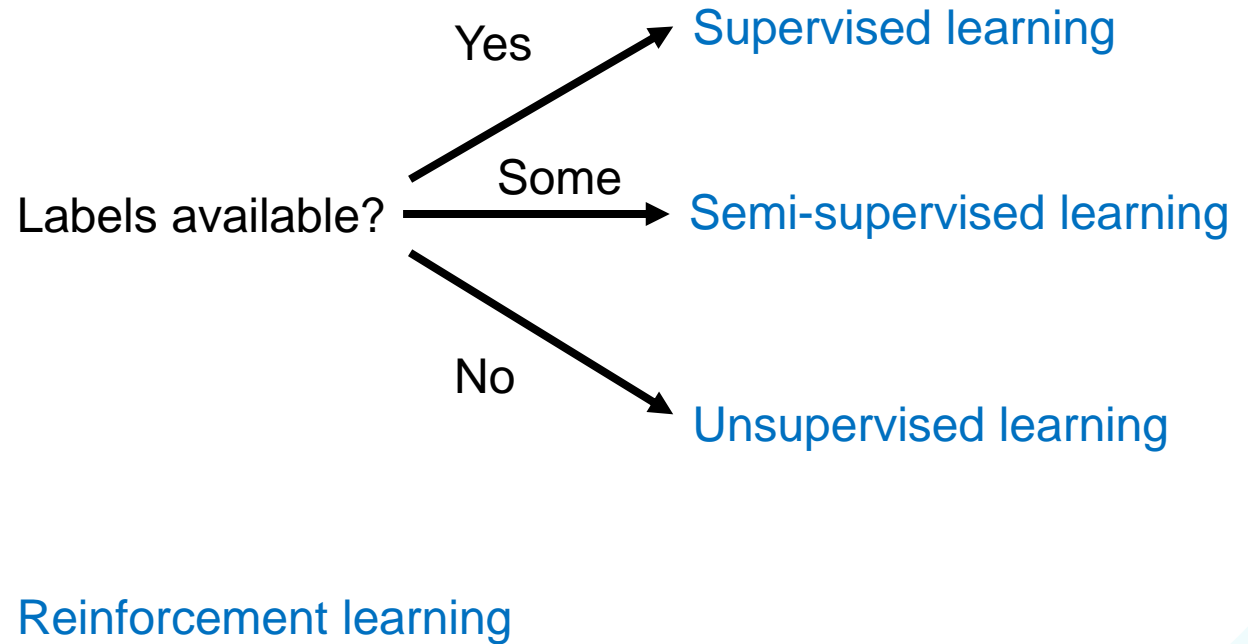 Yes
Supervised learning
Some
Labels available?
Semi-supervised learning
No
Unsupervised learning
Reinforcement learning